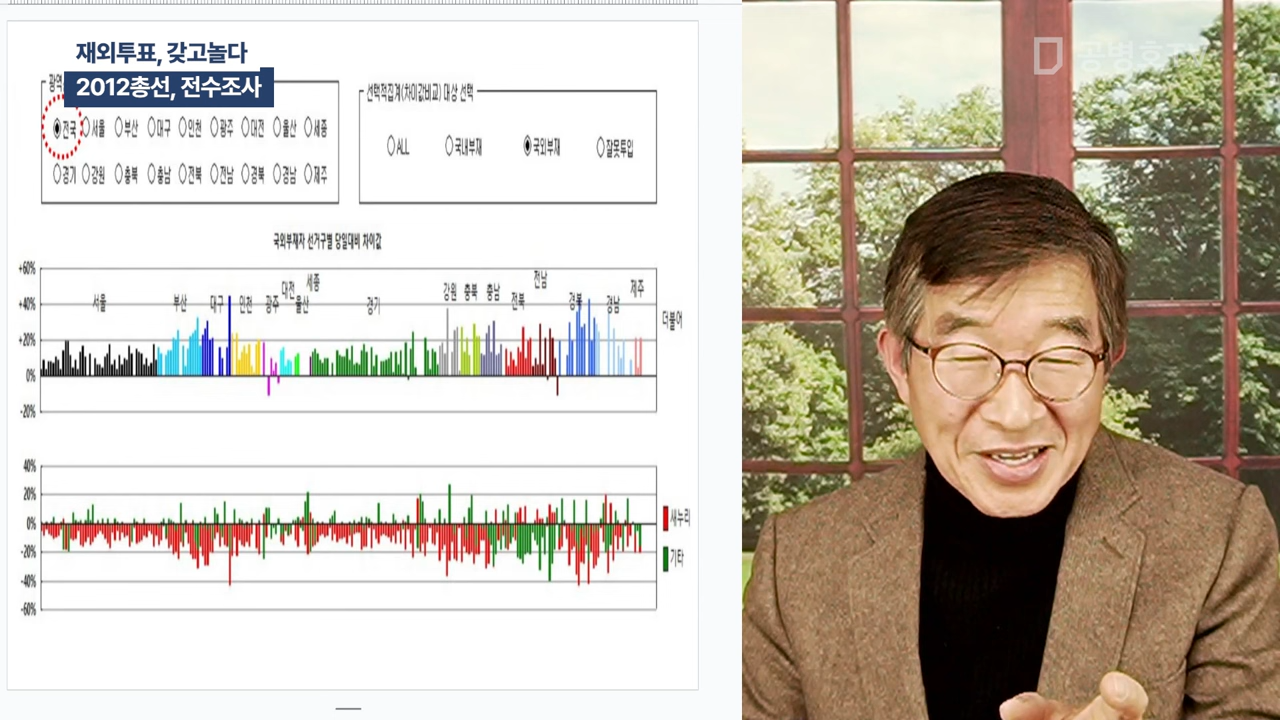 재외투표, 갖고놀다
2012총선, 전수조사
공병호TV
광역
선택적집계(차이값비교) 대상 선택
전국 서울 부산 대구 인천 광주 대전 울산 세종
ALL 국내부재 국외부재 잘못투입
경기 강원 충북 충남 전북 전남 경북 경남 제주
국외부재자 선거구별 당일대비 차이값
+60%
+40%
+20%
0%
-20%
서울 부산 대구 인천 광주 대전 울산 세종 경기 강원 충북 충남 전북 전남 경북 경남 제주
더불어
40%
20%
0%
-20%
-40%
-60%
새누리
기타